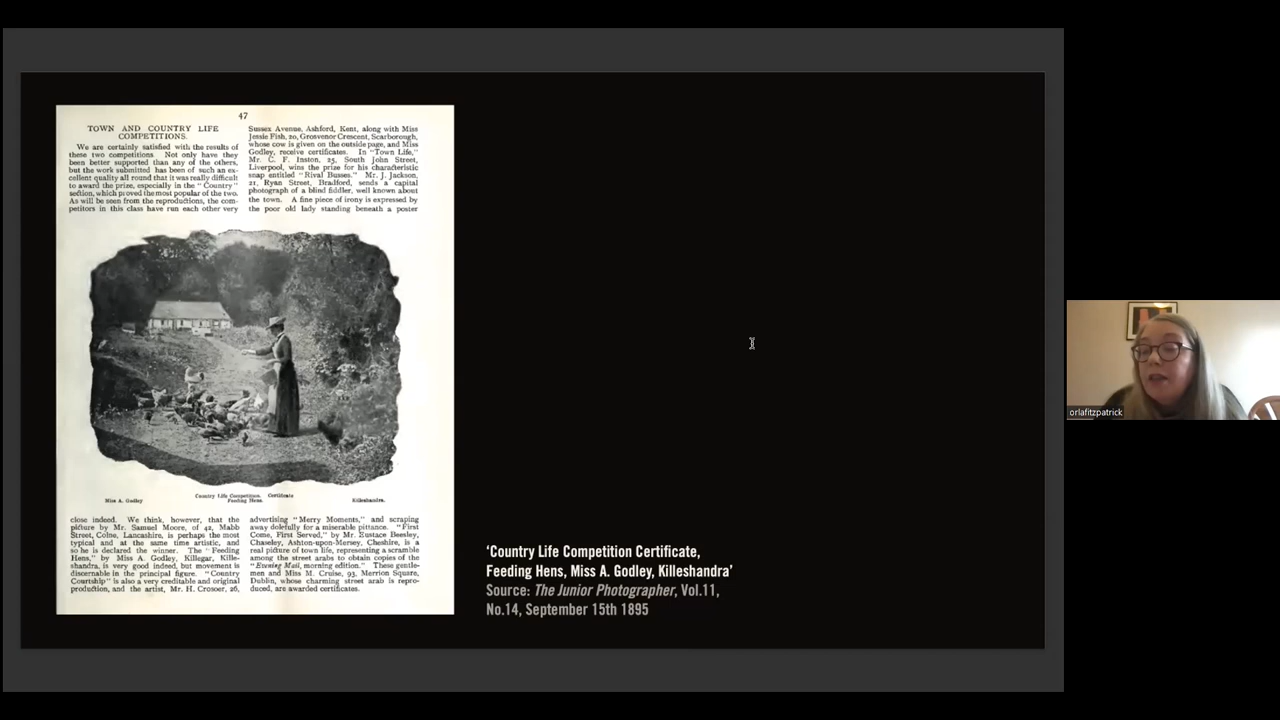 47
TOWN AND COUNTRY LIFE
COMPETITIONS.
We are certainly satisfied with the results of
these two competitions Not only have they
been better supported than any of the others,
but the work submitted has been of such an ex-
cellent quality all round that it was really difficult
to award the prize, especially in the "Country"
section, which proved the most popular of the two.
As will be seen from the reproductions, the com-
petitors in this class have run each other very
Sussex Avenue, Ashford, Kent, along with Miss
Jessie Fish, 20, Grosvenor Crescent, Scarborough,
whose cow is given on the outside page, and Miss
Godley, receive certificates. In "Town Life,"
Mr. C. F. Inston, 25, South John Street,
Liverpool, wins the prize for his characteristic
snap entitled "Rival Busses." Mr. J. Jackson,
21, Ryan Street, Bradford, sends a capital
photograph of a blind fiddler, well known about
the town. A fine piece of irony is expressed by
the poor old lady standing beneath a poster
Miss A. Godley
Country Life Competition. Certificate
Feeding Hens.
Killeshandra.
close indeed. We think, however, that the
picture by Mr. Samuel Moore, of 42, Mabb
Street, Colne, Lancashire, is perhaps the most
typical and at the same time artistic, and
so he is declared the winner. The "Feeding
Hens," by Miss A. Godley, Killegar, Kille-
shandra, is very good indeed, but movement is
discernable in the principal figure. "Country
Courtship" is also a very creditable and original
production, and the artist, Mr. H. Crosoer, 26,
advertising "Merry Moments," and scraping
away dolefully for a miserable pittance. "First
Come, First Served," by Mr. Eustace Beesley,
Chaseley, Ashton-upon-Mersey, Cheshire, is a
real picture of town life, representing a scramble
among the street arabs to obtain copies of the
"Evening Mail, morning edition." These gentle-
men and Miss M. Cruise, 93, Merrion Square,
Dublin, whose charming street arab is repro-
duced, are awarded certificates.
'Country Life Competition Certificate,
Feeding Hens, Miss A. Godley, Killeshandra'
Source: The Junior Photographer, Vol.11,
No.14, September 15th 1895
orlafitzpatrick